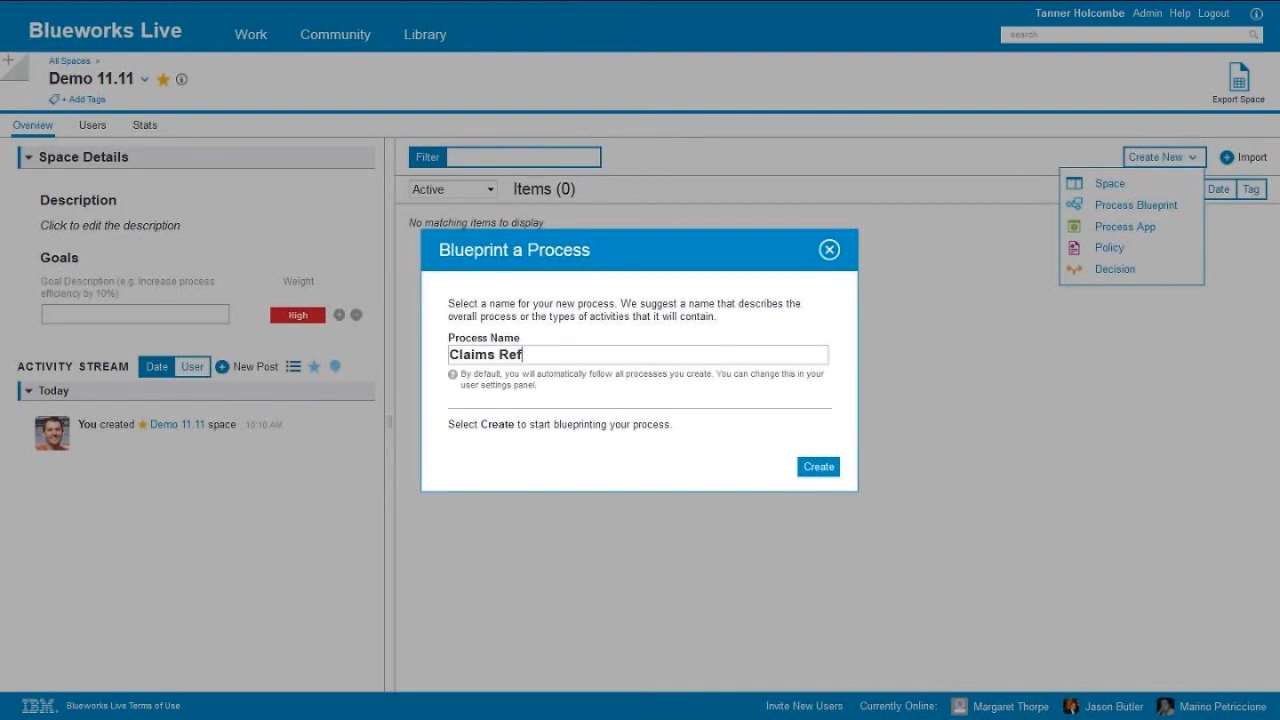 Tanner Holcombe Admin Help Logout
Blueworks Live Work Community Library
search
All Spaces >
Demo 11.11
+ Add Tags
Export Space
Overview Users Stats
Space Details
Description
Click to edit the description
Goals
Goal Description (e.g. increase process efficiency by 10%)
Weight
High
ACTIVITY STREAM Date User New Post
Today
You created Demo 11.11 space 10:10 AM
Filter
Create New Import
Active Items (0)
Date Tag
No matching items to display
Space
Process Blueprint
Process App
Policy
Decision
Blueprint a Process
Select a name for your new process. We suggest a name that describes the
overall process or the types of activities that it will contain.
Process Name
Claims Ref
By default, you will automatically follow all processes you create. You can change this in your
user settings panel.
Select Create to start blueprinting your process.
Create
IBM. Blueworks Live Terms of Use Invite New Users Currently Online: Margaret Thorpe Jason Butler Marino Petriccione